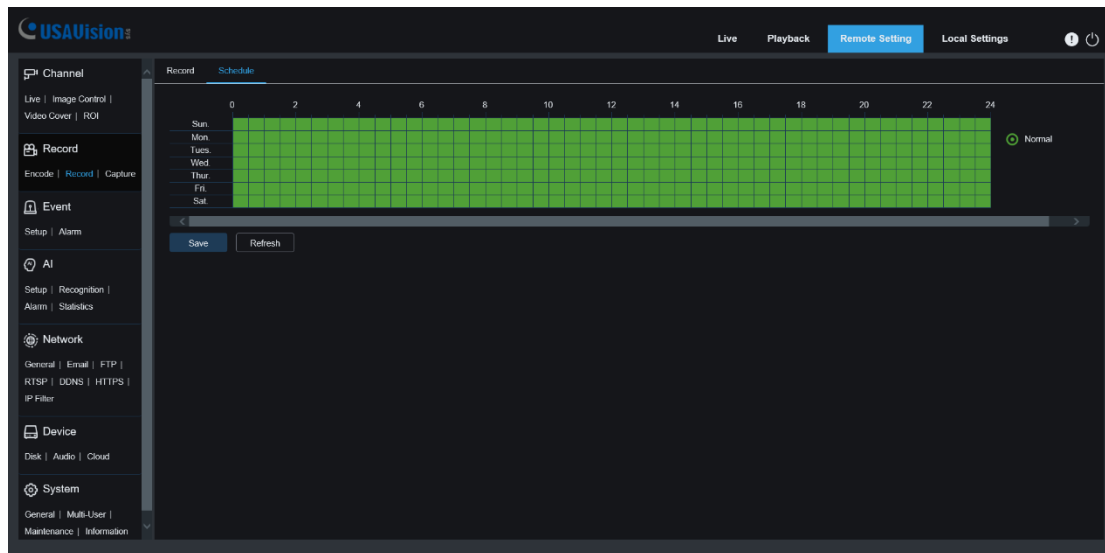 USAVision
Live Playback Remote Setting Local Settings
Channel
Live | Image Control |
Video Cover | ROI
Record
Encode | Record | Capture
Event
Setup | Alarm
AI
Setup | Recognition |
Alarm | Statistics
Network
General | Email | FTP |
RTSP | DDNS | HTTPS |
IP Filter
Device
Disk | Audio | Cloud
System
General | Multi-User |
Maintenance | Information
Record Schedule
0 2 4 6 8 10 12 14 16 18 20 22 24
Sun.
Mon.
Tues.
Wed.
Thur.
Fri.
Sat.
Normal
Save Refresh